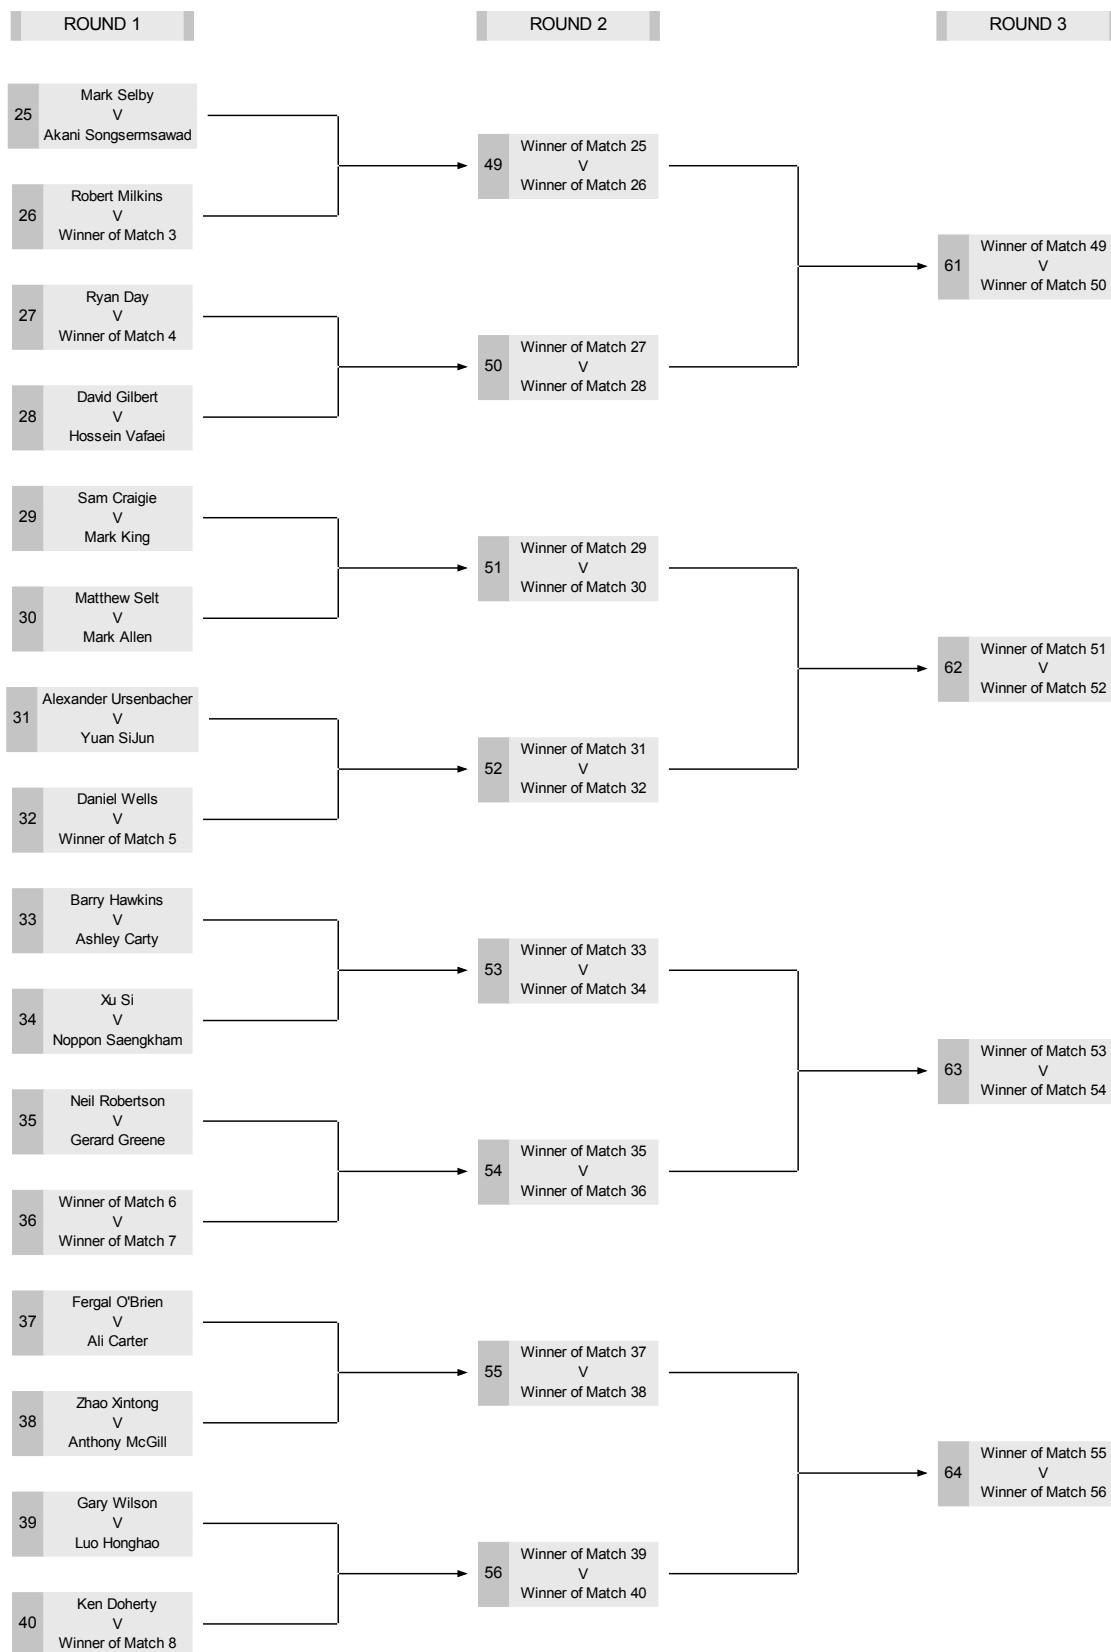 ROUND 1
ROUND 2
ROUND 3
25
Mark Selby
V
Akani Songsermsawad
26
Robert Milkins
V
Winner of Match 3
27
Ryan Day
V
Winner of Match 4
28
David Gilbert
V
Hossein Vafaei
29
Sam Craigie
V
Mark King
30
Matthew Selt
V
Mark Allen
31
Alexander Ursenbacher
V
Yuan SiJun
32
Daniel Wells
V
Winner of Match 5
33
Barry Hawkins
V
Ashley Carty
34
Xu Si
V
Noppon Saengkham
35
Neil Robertson
V
Gerard Greene
36
Winner of Match 6
V
Winner of Match 7
37
Fergal O'Brien
V
Ali Carter
38
Zhao Xintong
V
Anthony McGill
39
Gary Wilson
V
Luo Honghao
40
Ken Doherty
V
Winner of Match 8
49
Winner of Match 25
V
Winner of Match 26
50
Winner of Match 27
V
Winner of Match 28
51
Winner of Match 29
V
Winner of Match 30
52
Winner of Match 31
V
Winner of Match 32
53
Winner of Match 33
V
Winner of Match 34
54
Winner of Match 35
V
Winner of Match 36
55
Winner of Match 37
V
Winner of Match 38
56
Winner of Match 39
V
Winner of Match 40
61
Winner of Match 49
V
Winner of Match 50
62
Winner of Match 51
V
Winner of Match 52
63
Winner of Match 53
V
Winner of Match 54
64
Winner of Match 55
V
Winner of Match 56